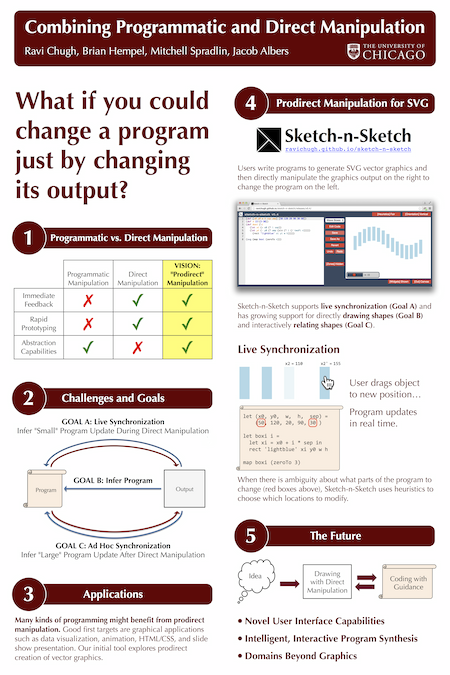 Combining Programmatic and Direct Manipulation
Ravi Chugh, Brian Hempel, Mitchell Spradlin, Jacob Albers
THE UNIVERSITY OF
CHICAGO
What if you could
change a program
just by changing
its output?
1 Programmatic vs. Direct Manipulation
Programmatic Manipulation
Direct Manipulation
VISION: "Prodirect" Manipulation
Immediate Feedback ✗ ✓ ✓
Rapid Prototyping ✗ ✓ ✓
Abstraction Capabilities ✓ ✗ ✓
2 Challenges and Goals
GOAL A: Live Synchronization
Infer "Small" Program Update During Direct Manipulation
Program
GOAL B: Infer Program
Output
GOAL C: Ad Hoc Synchronization
Infer "Large" Program Update After Direct Manipulation
3 Applications
Many kinds of programming might benefit from prodirect
manipulation. Good first targets are graphical applications
such as data visualization, animation, HTML/CSS, and slide
show presentation. Our initial tool explores prodirect
creation of vector graphics.
4 Prodirect Manipulation for SVG
Sketch-n-Sketch
ravichugh.github.io/sketch-n-sketch
Users write programs to generate SVG vector graphics and
then directly manipulate the graphics output on the right to
change the program on the left.
Sketch-n-Sketch supports live synchronization (Goal A) and
has growing support for directly drawing shapes (Goal B)
and interactively relating shapes (Goal C).
Live Synchronization
x2 = 110
x2' = 155
User drags object
to new position…
Program updates
in real time.
let (x0, y0, w, h, sep) =
(50, 120, 20, 90, 30)
let boxi i =
let xi = x0 + i * sep in
rect 'lightblue' xi y0 w h
map boxi (zeroTo 3)
When there is ambiguity about what parts of the program to
change (red boxes above), Sketch-n-Sketch uses heuristics to
choose which locations to modify.
5 The Future
Idea
Drawing
with Direct
Manipulation
Coding with
Guidance
• Novel User Interface Capabilities
• Intelligent, Interactive Program Synthesis
• Domains Beyond Graphics